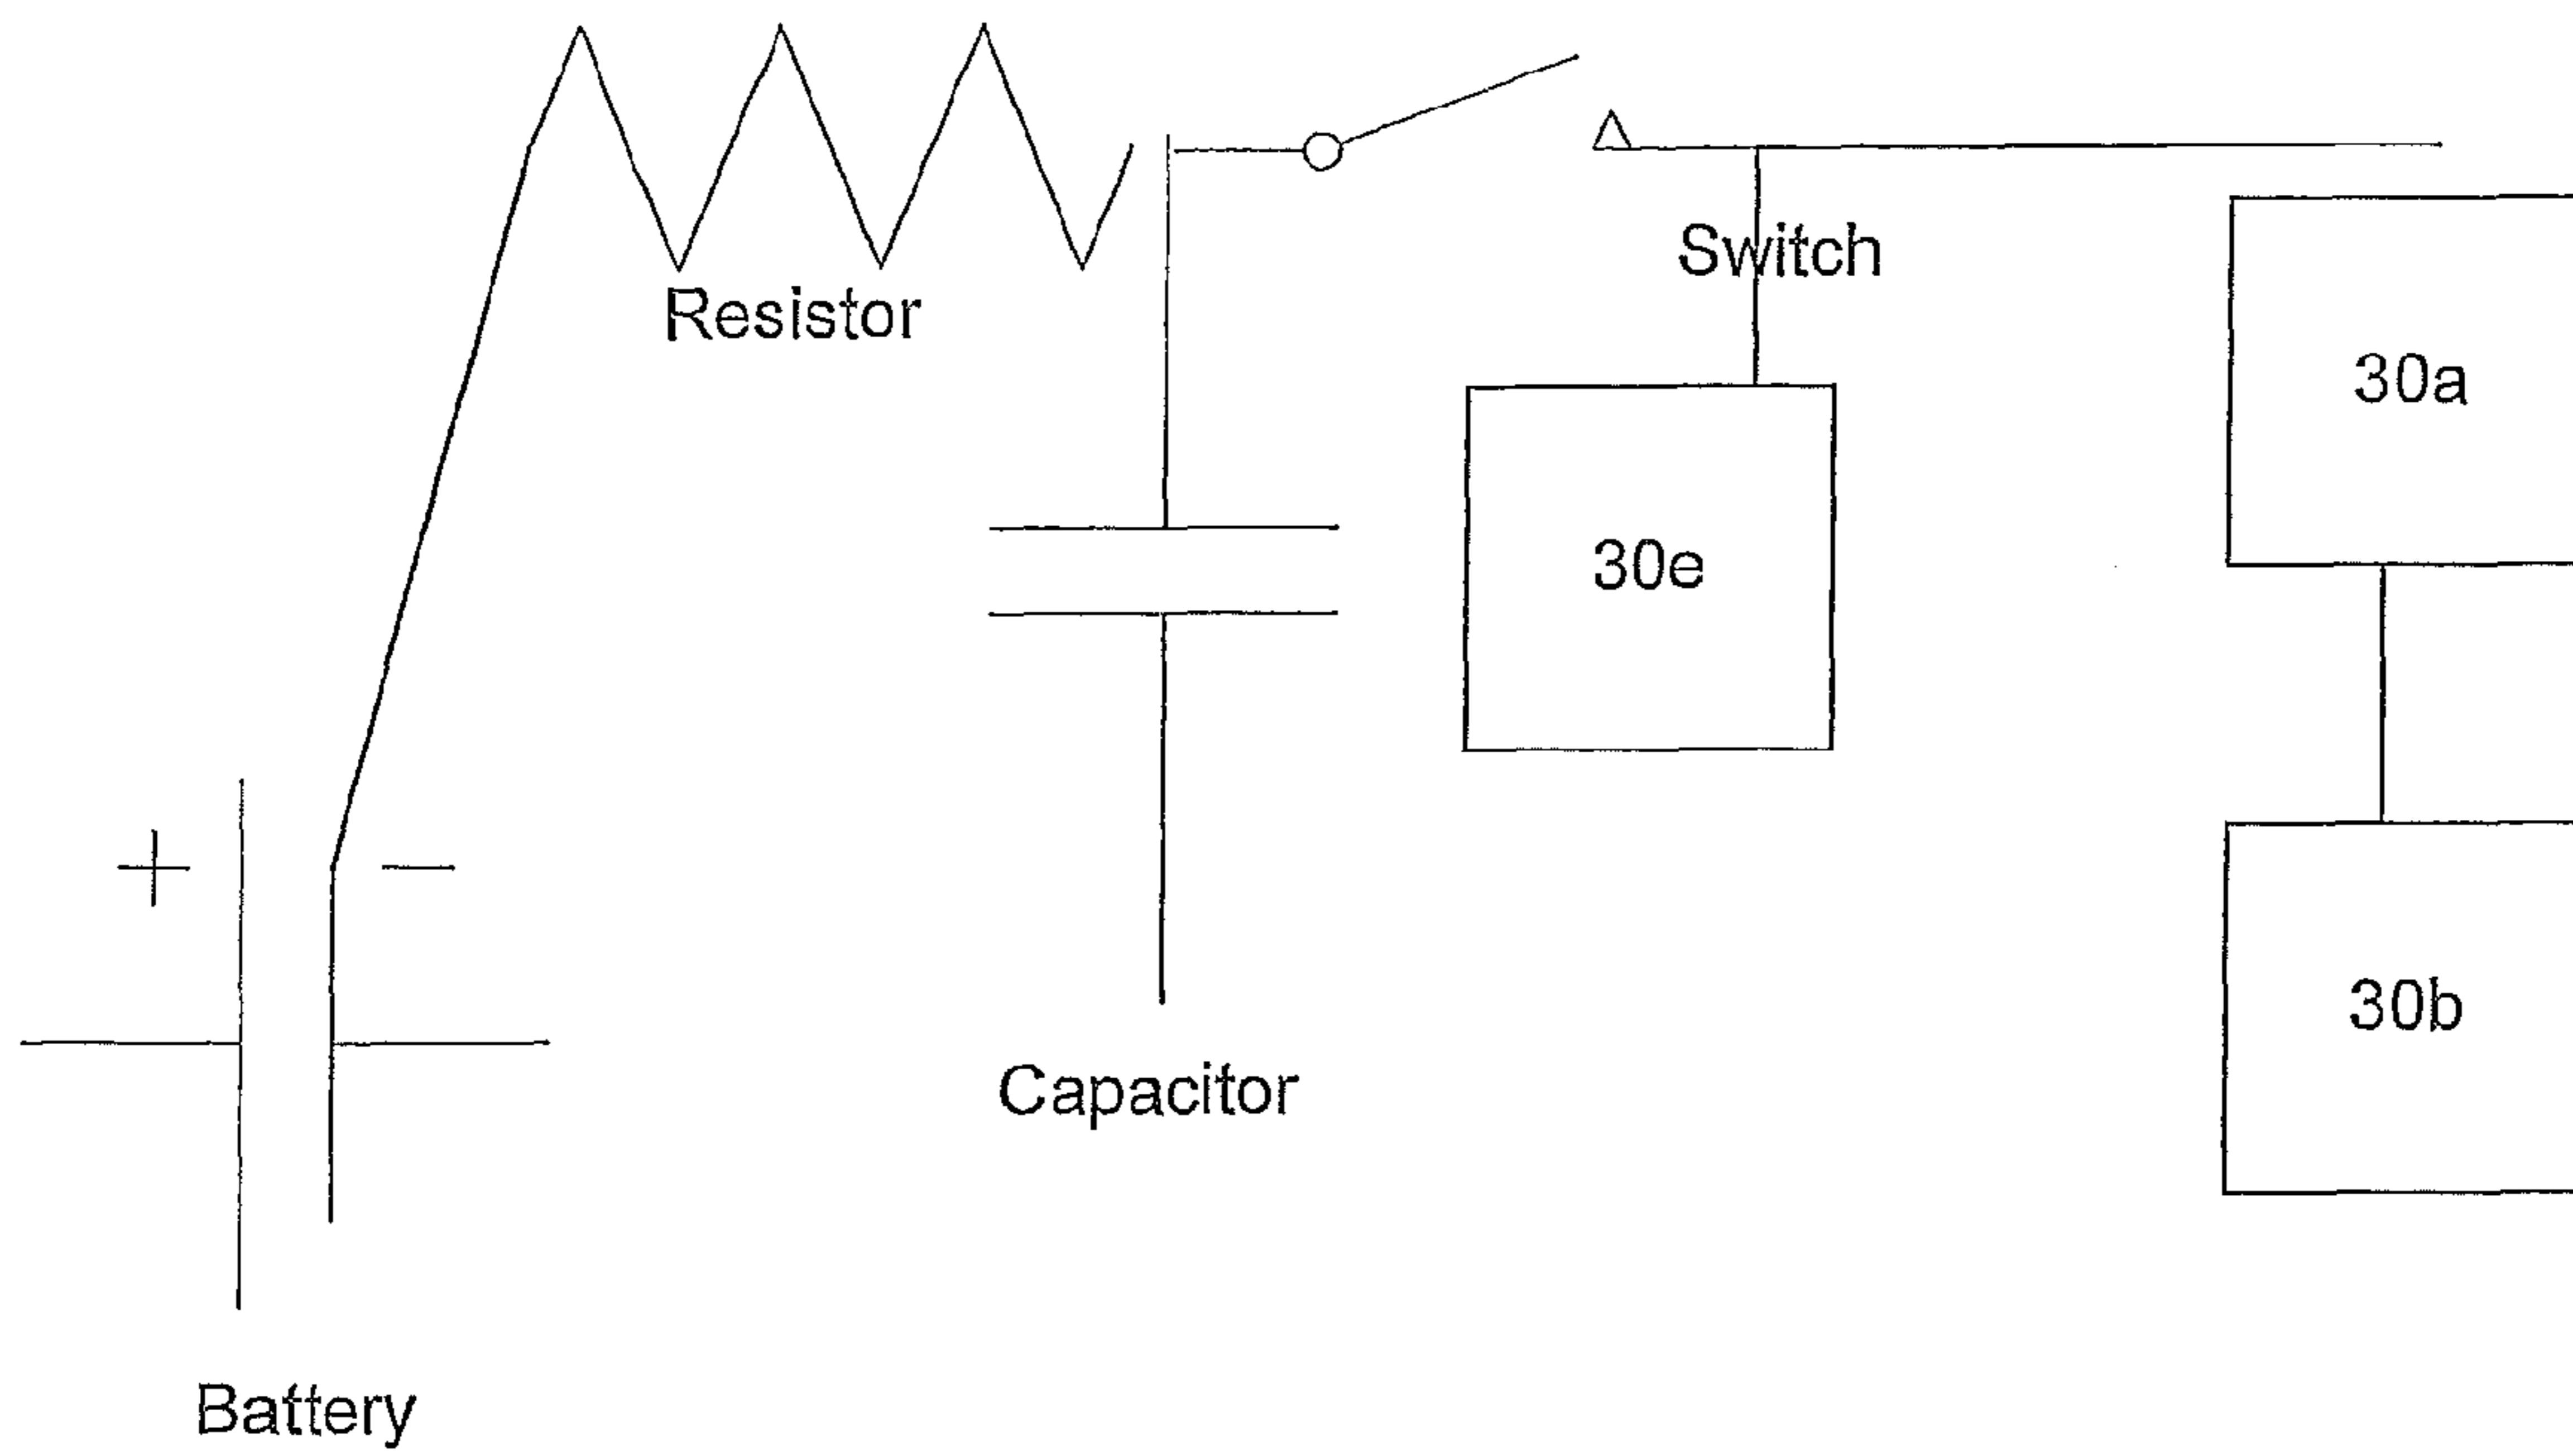 Switch
Resistor
30a
30e
+ −
30b
Capacitor
Battery